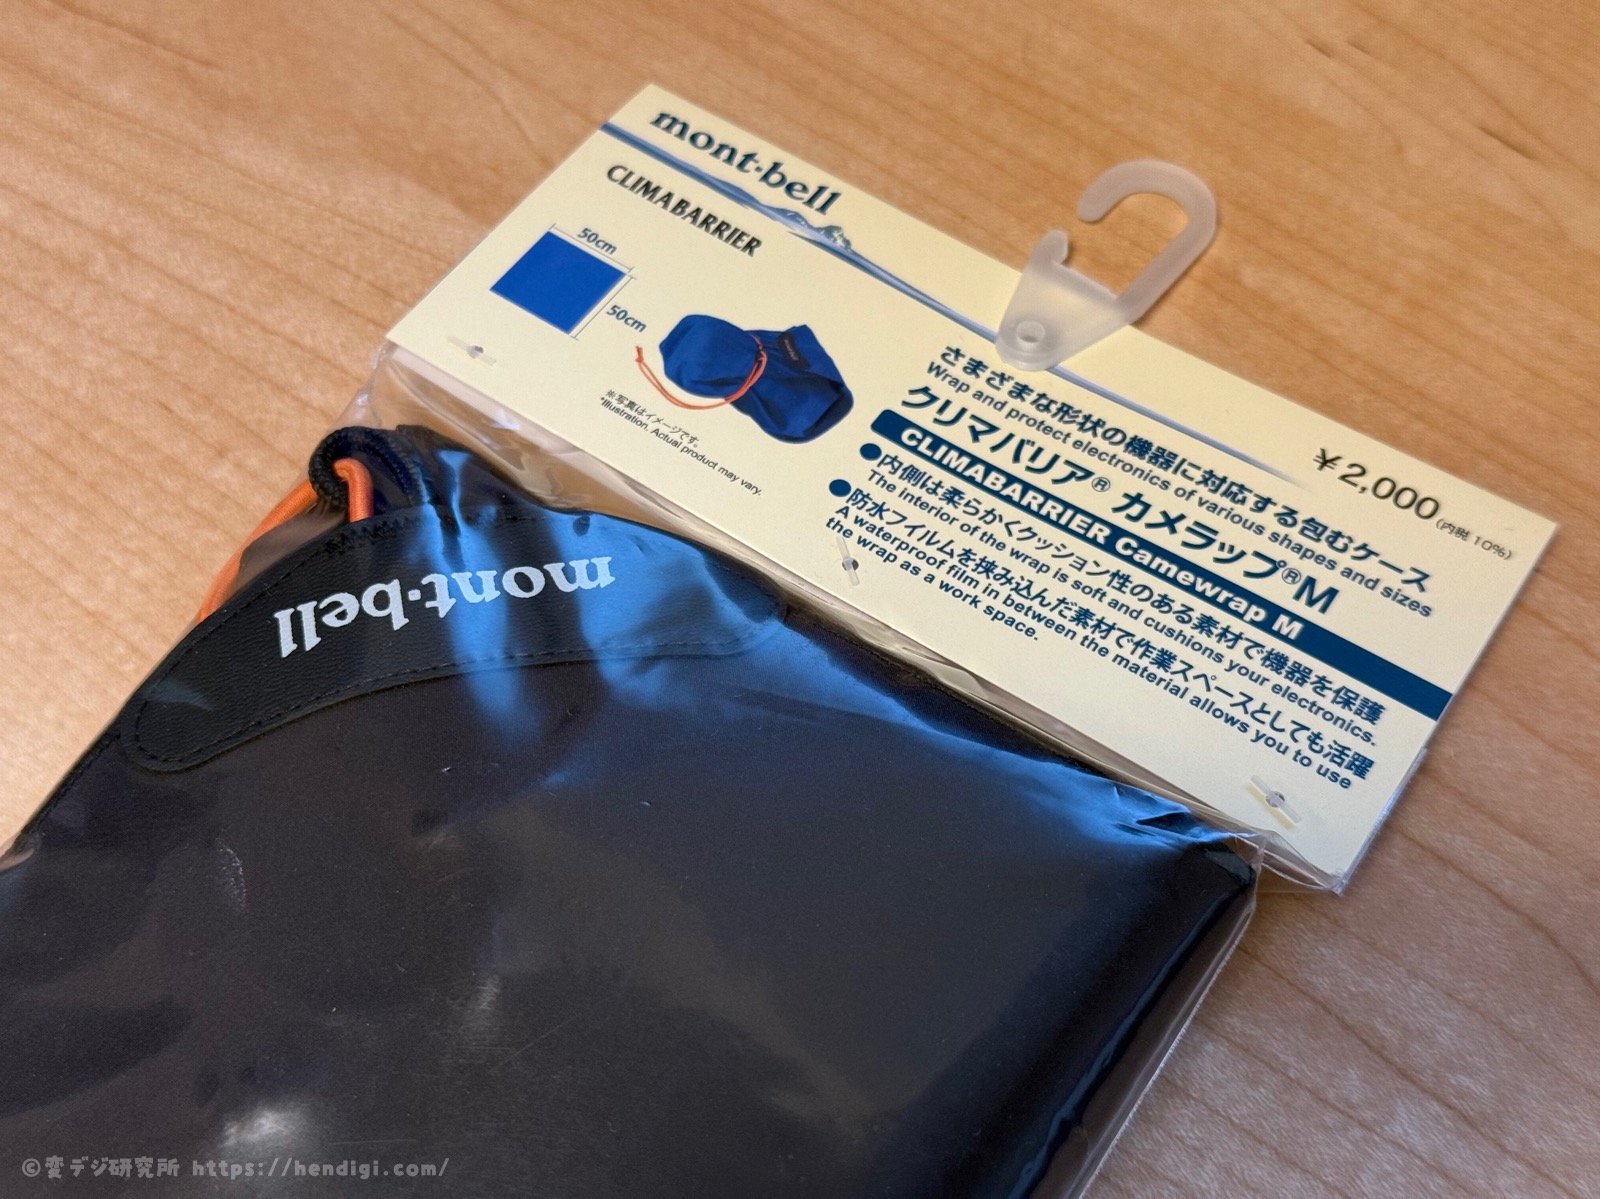 mont·bell
CLIMABARRIER
50cm
50cm
※写真はイメージです。
*Illustration. Actual product may vary.
¥2,000(内税 10%)
さまざまな形状の機器に対応する包むケース
Wrap and protect electronics of various shapes and sizes
クリマバリア® カメラップ®M
CLIMABARRIER Camewrap M
●内側は柔らかくクッション性のある素材で機器を保護
The interior of the wrap is soft and cushions your electronics.
●防水フィルムを挟み込んだ素材で作業スペースとしても活躍
A waterproof film in between the material allows you to use
the wrap as a work space.
mont·bell
©変デジ研究所 https://hendigi.com/